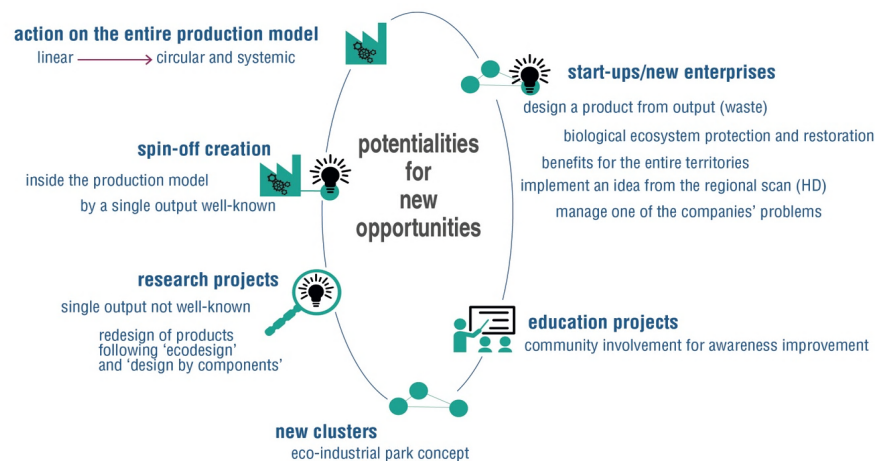 action on the entire production model
linear circular and systemic
start-ups/new enterprises
design a product from output (waste)
biological ecosystem protection and restoration
benefits for the entire territories
implement an idea from the regional scan (HD)
manage one of the companies’ problems
spin-off creation
inside the production model
by a single output well-known
potentialities
for
new
opportunities
research projects
single output not well-known
redesign of products
following ‘ecodesign’
and ‘design by components’
education projects
community involvement for awareness improvement
new clusters
eco-industrial park concept